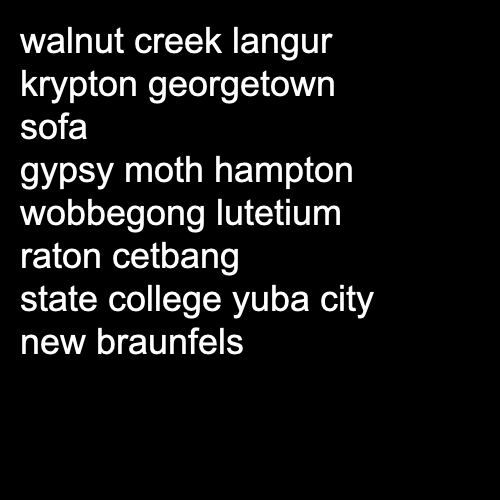 walnut creek langur
krypton georgetown
sofa
gypsy moth hampton
wobbegong lutetium
raton cetbang
state college yuba city
new braunfels